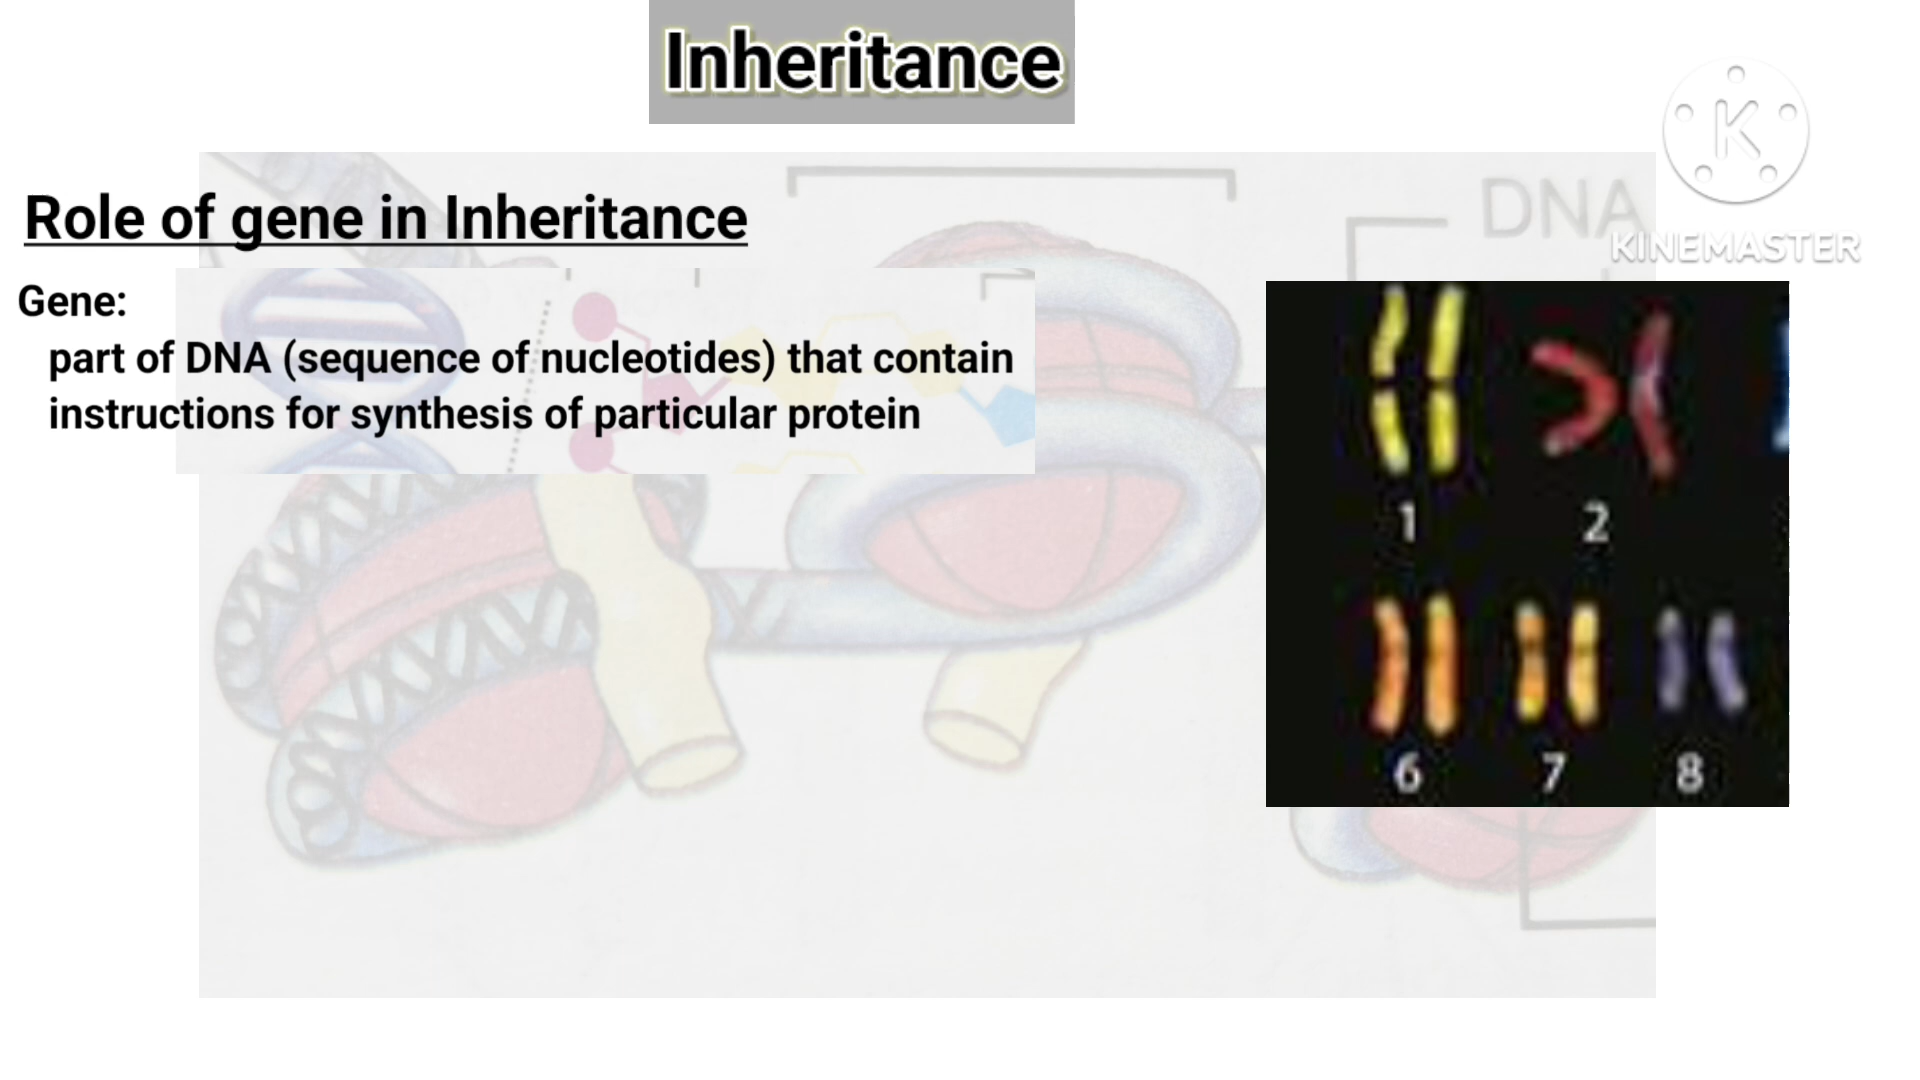 Inheritance
Role of gene in Inheritance
Gene:
part of DNA (sequence of nucleotides) that contain
instructions for synthesis of particular protein
DNA
K
KINEMASTER
1 2
6 7 8